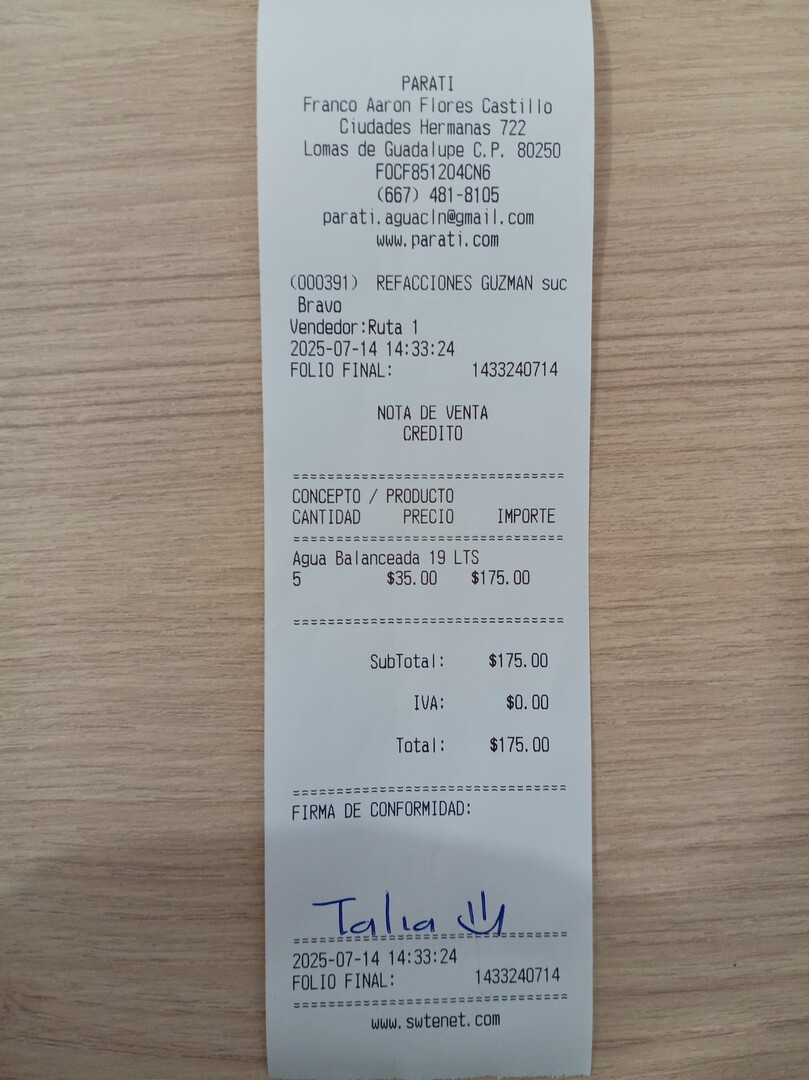 PARATI
Franco Aaron Flores Castillo
Ciudades Hermanas 722
Lomas de Guadalupe C.P. 80250
FOCF851204CN6
(667) 481-8105
parati.aguacln@gmail.com
www.parati.com
(000391) REFACCIONES GUZMAN suc
Bravo
Vendedor:Ruta 1
2025-07-14 14:33:24
FOLIO FINAL: 1433240714
NOTA DE VENTA
CREDITO
================================
CONCEPTO / PRODUCTO
CANTIDAD PRECIO IMPORTE
================================
Agua Balanceada 19 LTS
5 $35.00 $175.00
================================
SubTotal: $175.00
IVA: $0.00
Total: $175.00
================================
FIRMA DE CONFORMIDAD:
Talia
================================
2025-07-14 14:33:24
FOLIO FINAL: 1433240714
================================
www.swtenet.com